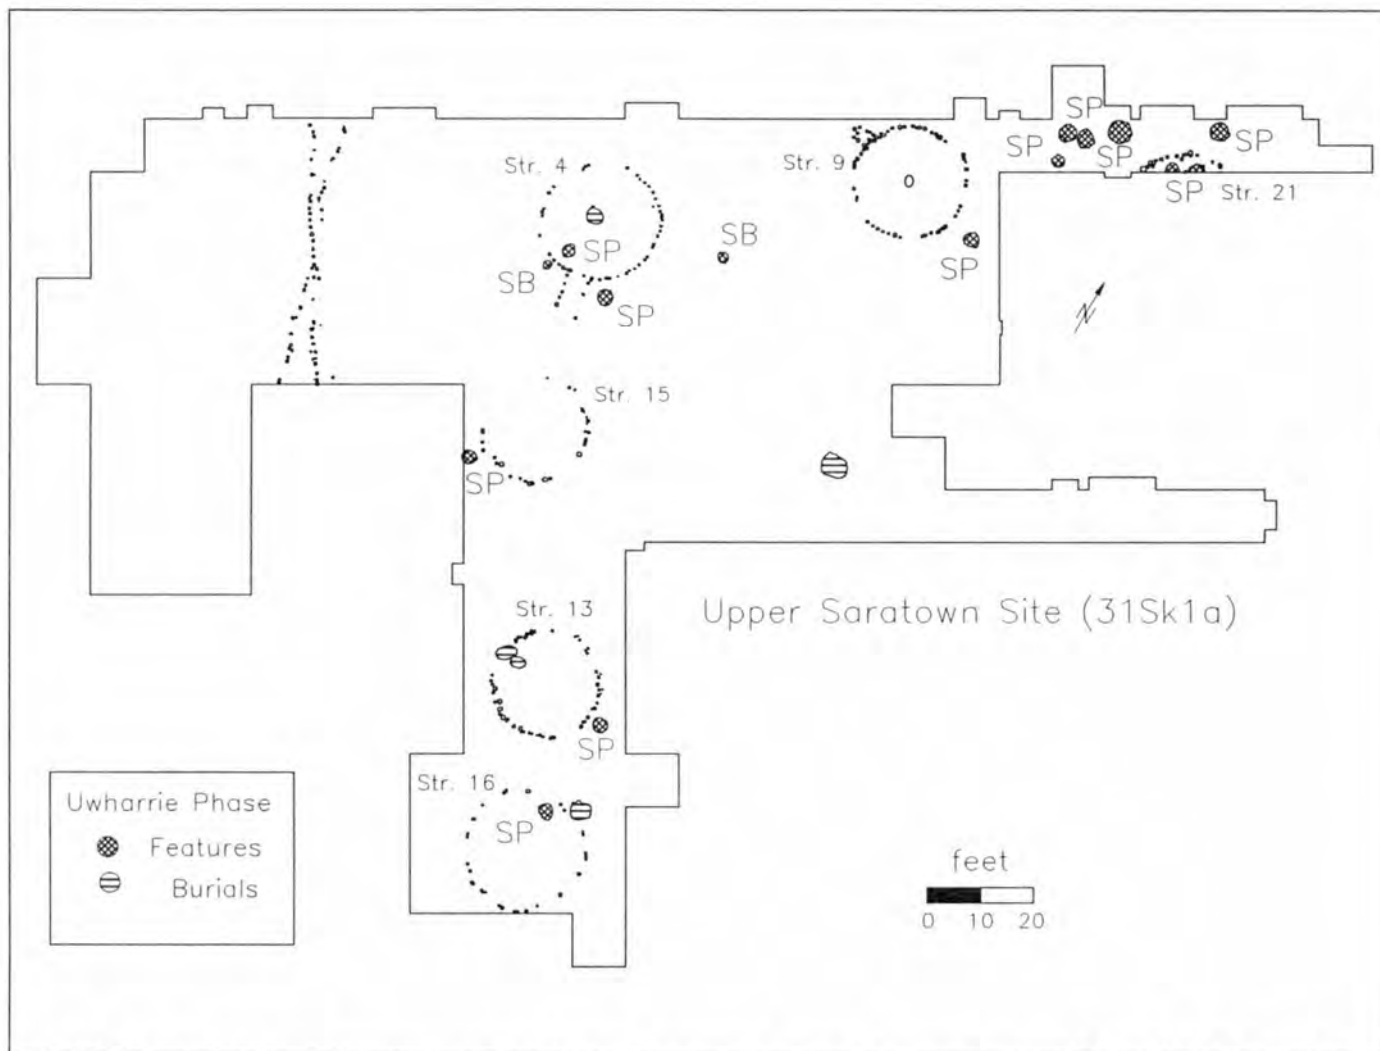 SP
SP
SP
SP
SP
Str. 21
Str. 4
Str. 9
SP
SB
SB
SP
SP
N
Str. 15
SP
Str. 13
Upper Saratown Site (31Sk1a)
SP
Str. 16
SP
Uwharrie Phase
Features
Burials
feet
0 10 20